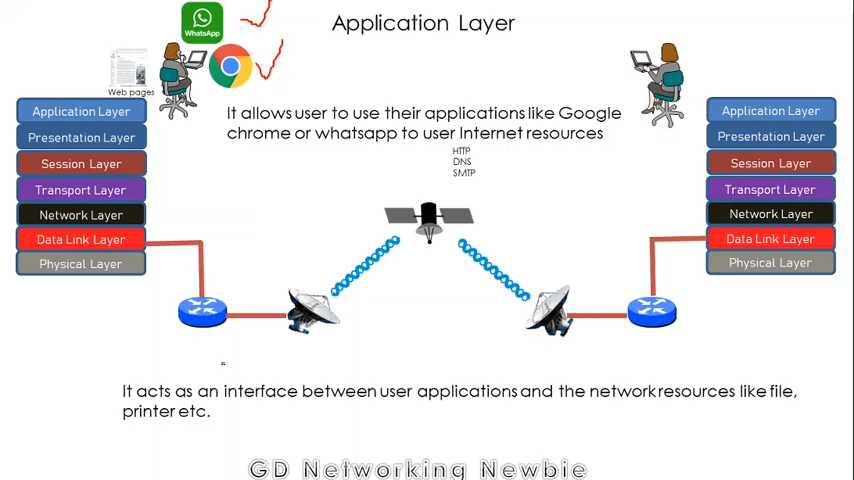 Application Layer
WhatsApp
Web pages
It allows user to use their applications like Google
chrome or whatsapp to user Internet resources
HTTP
DNS
SMTP
Application Layer
Presentation Layer
Session Layer
Transport Layer
Network Layer
Data Link Layer
Physical Layer
Application Layer
Presentation Layer
Session Layer
Transport Layer
Network Layer
Data Link Layer
Physical Layer
It acts as an interface between user applications and the network resources like file,
printer etc.
GD Networking Newbie